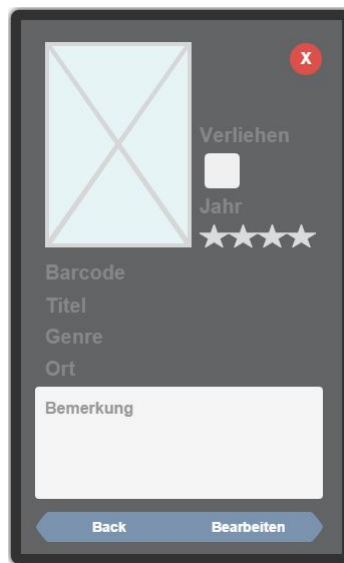 X
Verliehen
Jahr
Barcode
Titel
Genre
Ort
Bemerkung
Back Bearbeiten